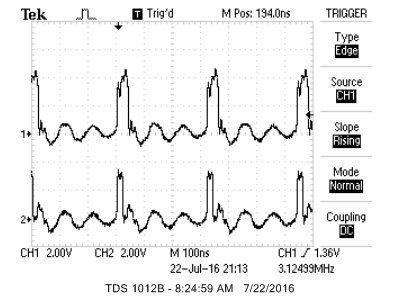 Tek T Trig'd M Pos: 194.0ns TRIGGER
Type
Edge
Source
CH1
Slope
Rising
Mode
Normal
Coupling
DC
1
2
CH1 2.00V CH2 2.00V M 100ns CH1 / 1.36V
22-Jul-16 21:13 3.12499MHz
TDS 1012B - 8:24:59 AM 7/22/2016